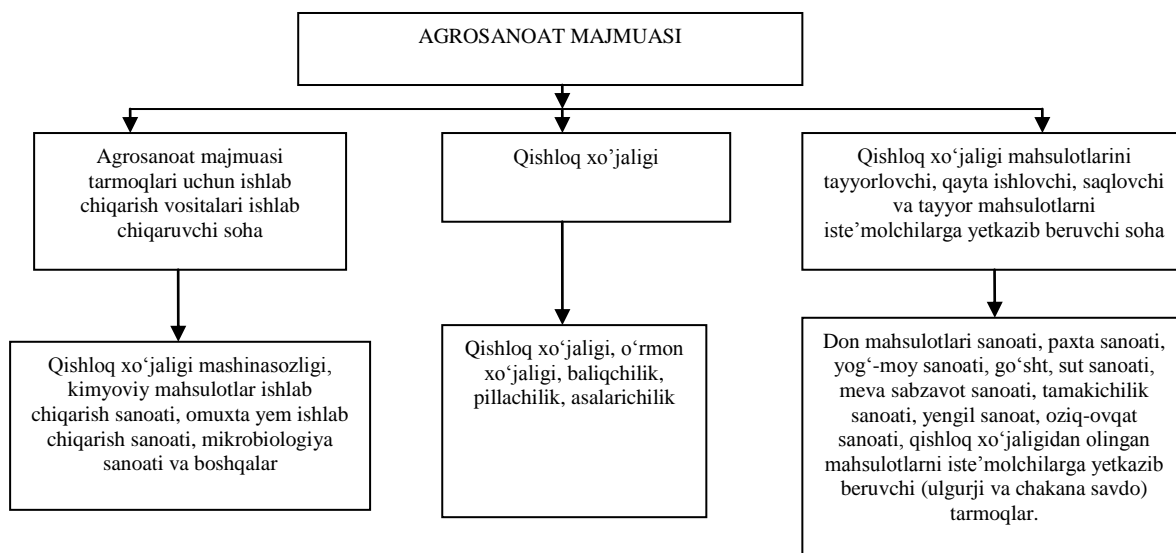 AGROSANOAT MAJMUASI
Agrosanoat majmuasi
tarmoqlari uchun ishlab
chiqarish vositalari ishlab
chiqaruvchi soha
Qishloq xo’jaligi
Qishloq xo‘jaligi mahsulotlarini
tayyorlovchi, qayta ishlovchi, saqlovchi
va tayyor mahsulotlarni
iste’molchilarga yetkazib beruvchi soha
Qishloq xo‘jaligi mashinasozligi,
kimyoviy mahsulotlar ishlab
chiqarish sanoati, omuxta yem ishlab
chiqarish sanoati, mikrobiologiya
sanoati va boshqalar
Qishloq xo‘jaligi, o‘rmon
xo‘jaligi, baliqchilik,
pillachilik, asalarichilik
Don mahsulotlari sanoati, paxta sanoati,
yog‘-moy sanoati, go‘sht, sut sanoati,
meva sabzavot sanoati, tamakichilik
sanoati, yengil sanoat, oziq-ovqat
sanoati, qishloq xo‘jaligidan olingan
mahsulotlarni iste’molchilarga yetkazib
beruvchi (ulgurji va chakana savdo)
tarmoqlar.